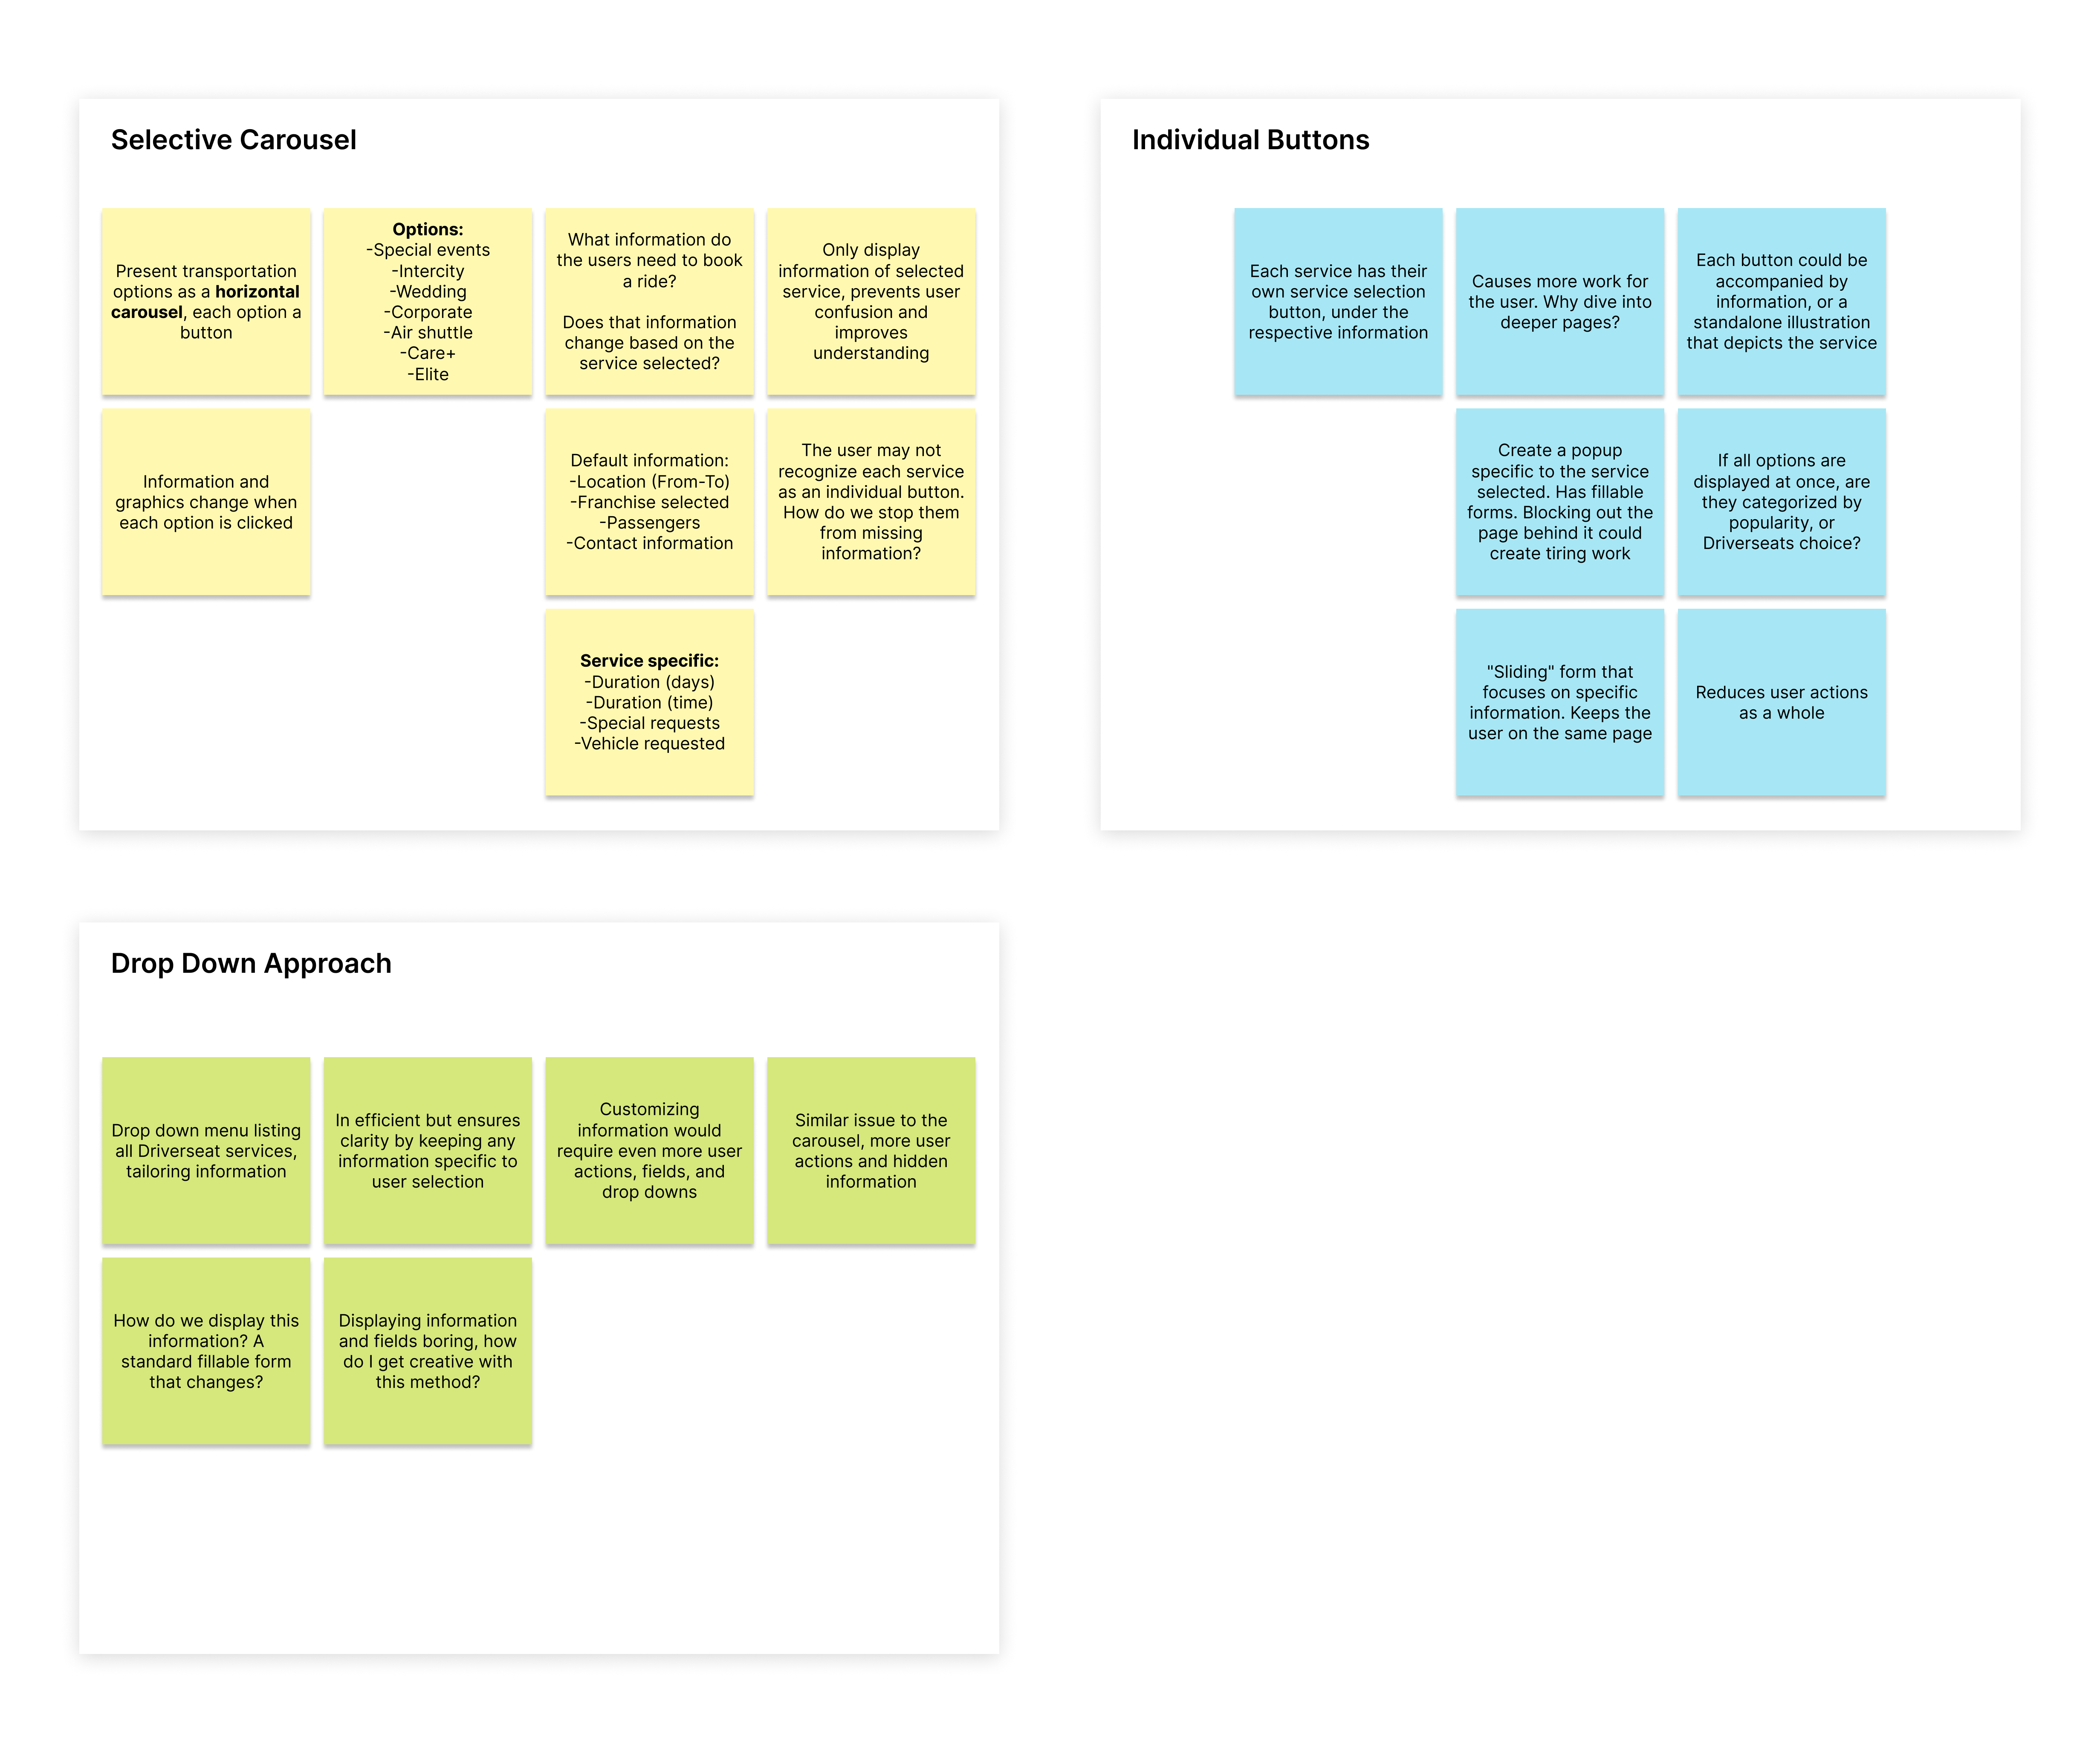 Selective Carousel
Present transportation
options as a horizontal
carousel, each option a
button
Options:
-Special events
-Intercity
-Wedding
-Corporate
-Air shuttle
-Care+
-Elite
What information do
the users need to book
a ride?
Does that information
change based on the
service selected?
Only display
information of selected
service, prevents user
confusion and
improves
understanding
Information and
graphics change when
each option is clicked
Default information:
-Location (From-To)
-Franchise selected
-Passengers
-Contact information
The user may not
recognize each service
as an individual button.
How do we stop them
from missing
information?
Service specific:
-Duration (days)
-Duration (time)
-Special requests
-Vehicle requested
Individual Buttons
Each service has their
own service selection
button, under the
respective information
Causes more work for
the user. Why dive into
deeper pages?
Each button could be
accompanied by
information, or a
standalone illustration
that depicts the service
Create a popup
specific to the service
selected. Has fillable
forms. Blocking out the
page behind it could
create tiring work
If all options are
displayed at once, are
they categorized by
popularity, or
Driverseats choice?
"Sliding" form that
focuses on specific
information. Keeps the
user on the same page
Reduces user actions
as a whole
Drop Down Approach
Drop down menu listing
all Driverseat services,
tailoring information
In efficient but ensures
clarity by keeping any
information specific to
user selection
Customizing
information would
require even more user
actions, fields, and
drop downs
Similar issue to the
carousel, more user
actions and hidden
information
How do we display this
information? A
standard fillable form
that changes?
Displaying information
and fields boring, how
do I get creative with
this method?